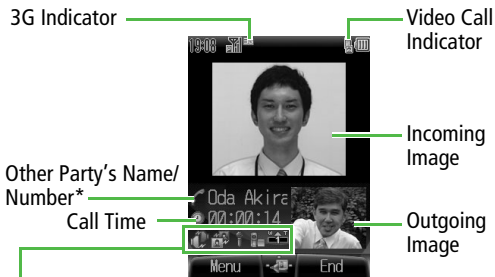 3G Indicator
Video Call
Indicator
19:08
Incoming
Image
Other Party's Name/
Number*
Oda Akira
Call Time
00:00:14
Outgoing
Image
Menu
End